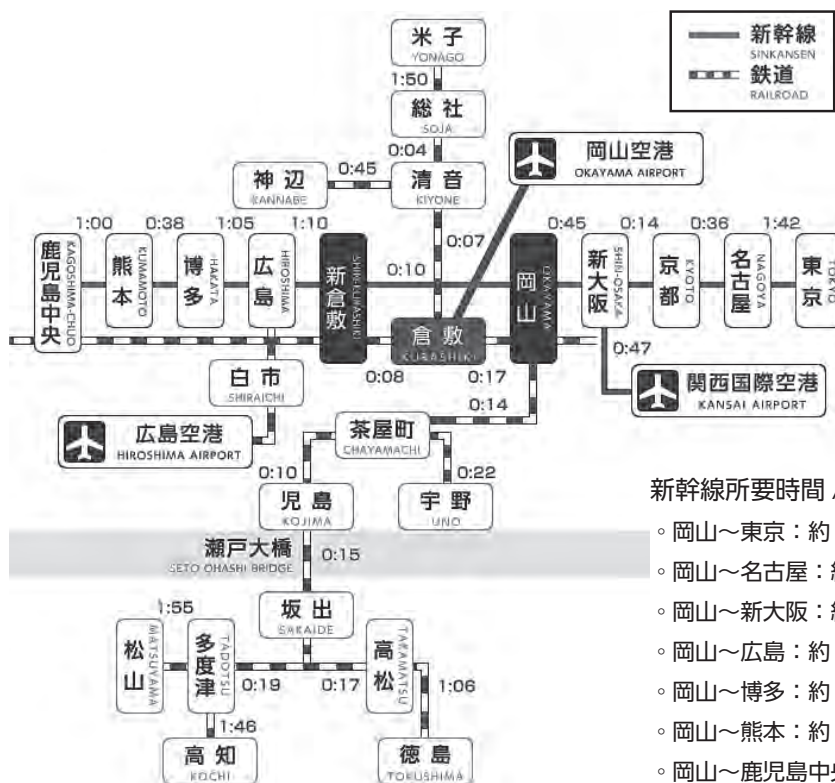 新幹線
SINKANSEN
鉄道
RAILROAD
米子
YONAGO
1:50
総社
SOJA
0:04
神辺
KANNABE
0:45
清音
KIYONE
岡山空港
OKAYAMA AIRPORT
0:07
鹿児島中央
KAGOSHIMA-CHUO
1:00
熊本
KUMAMOTO
0:38
博多
HAKATA
1:05
広島
HIROSHIMA
1:10
新倉敷
SHIN-KURASHIKI
0:10
岡山
OKAYAMA
0:45
新大阪
SHIN-OSAKA
0:14
京都
KYOTO
0:36
名古屋
NAGOYA
1:42
東京
倉敷
KURASHIKI
0:08
0:17
0:47
関西国際空港
KANSAI AIRPORT
白市
SHIRAICHI
広島空港
HIROSHIMA AIRPORT
0:14
茶屋町
CHAYAMACHI
0:10
0:22
児島
KOJIMA
宇野
UNO
瀬戸大橋
SETO OHASHI BRIDGE
0:15
坂出
SAKAIDE
1:55
松山
MATSUYAMA
多度津
TADOTSU
0:19
0:17
高松
TAKAMATSU
1:06
1:46
高知
KOCHI
徳島
TOKUSHIMA
新幹線所要時間
◦岡山～東京：約
◦岡山～名古屋：
◦岡山～新大阪：
◦岡山～広島：約
◦岡山～博多：約
◦岡山～熊本：約
◦岡山～鹿児島中